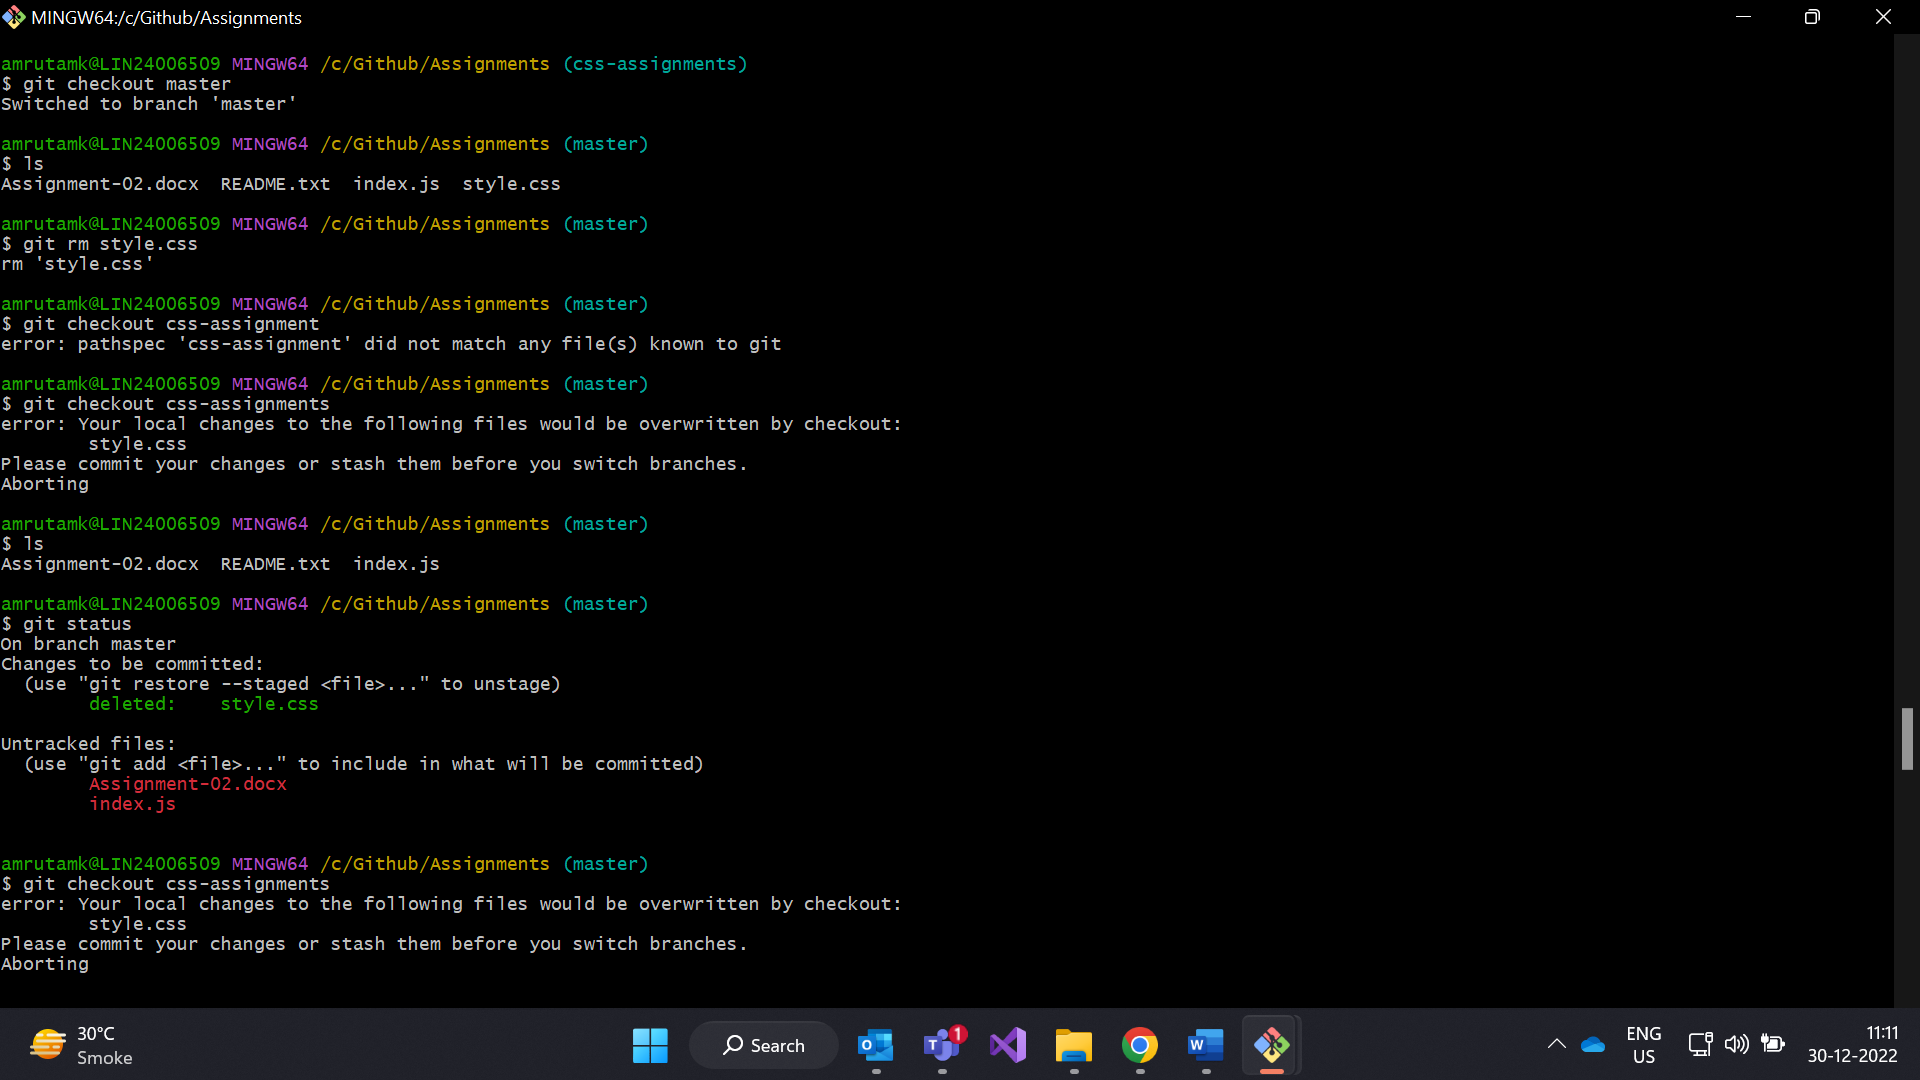 MINGW64:/c/Github/Assignments
amrutamk@LIN24006509 MINGW64 /c/Github/Assignments (css-assignments)
$ git checkout master
Switched to branch 'master'
amrutamk@LIN24006509 MINGW64 /c/Github/Assignments (master)
$ ls
Assignment-02.docx  README.txt  index.js  style.css
amrutamk@LIN24006509 MINGW64 /c/Github/Assignments (master)
$ git rm style.css
rm 'style.css'
amrutamk@LIN24006509 MINGW64 /c/Github/Assignments (master)
$ git checkout css-assignment
error: pathspec 'css-assignment' did not match any file(s) known to git
amrutamk@LIN24006509 MINGW64 /c/Github/Assignments (master)
$ git checkout css-assignments
error: Your local changes to the following files would be overwritten by checkout:
        style.css
Please commit your changes or stash them before you switch branches.
Aborting
amrutamk@LIN24006509 MINGW64 /c/Github/Assignments (master)
$ ls
Assignment-02.docx  README.txt  index.js
amrutamk@LIN24006509 MINGW64 /c/Github/Assignments (master)
$ git status
On branch master
Changes to be committed:
  (use "git restore --staged <file>..." to unstage)
        deleted:    style.css
Untracked files:
  (use "git add <file>..." to include in what will be committed)
        Assignment-02.docx
        index.js
amrutamk@LIN24006509 MINGW64 /c/Github/Assignments (master)
$ git checkout css-assignments
error: Your local changes to the following files would be overwritten by checkout:
        style.css
Please commit your changes or stash them before you switch branches.
Aborting
30°C
Smoke
Search
1
ENG
US
11:11
30-12-2022